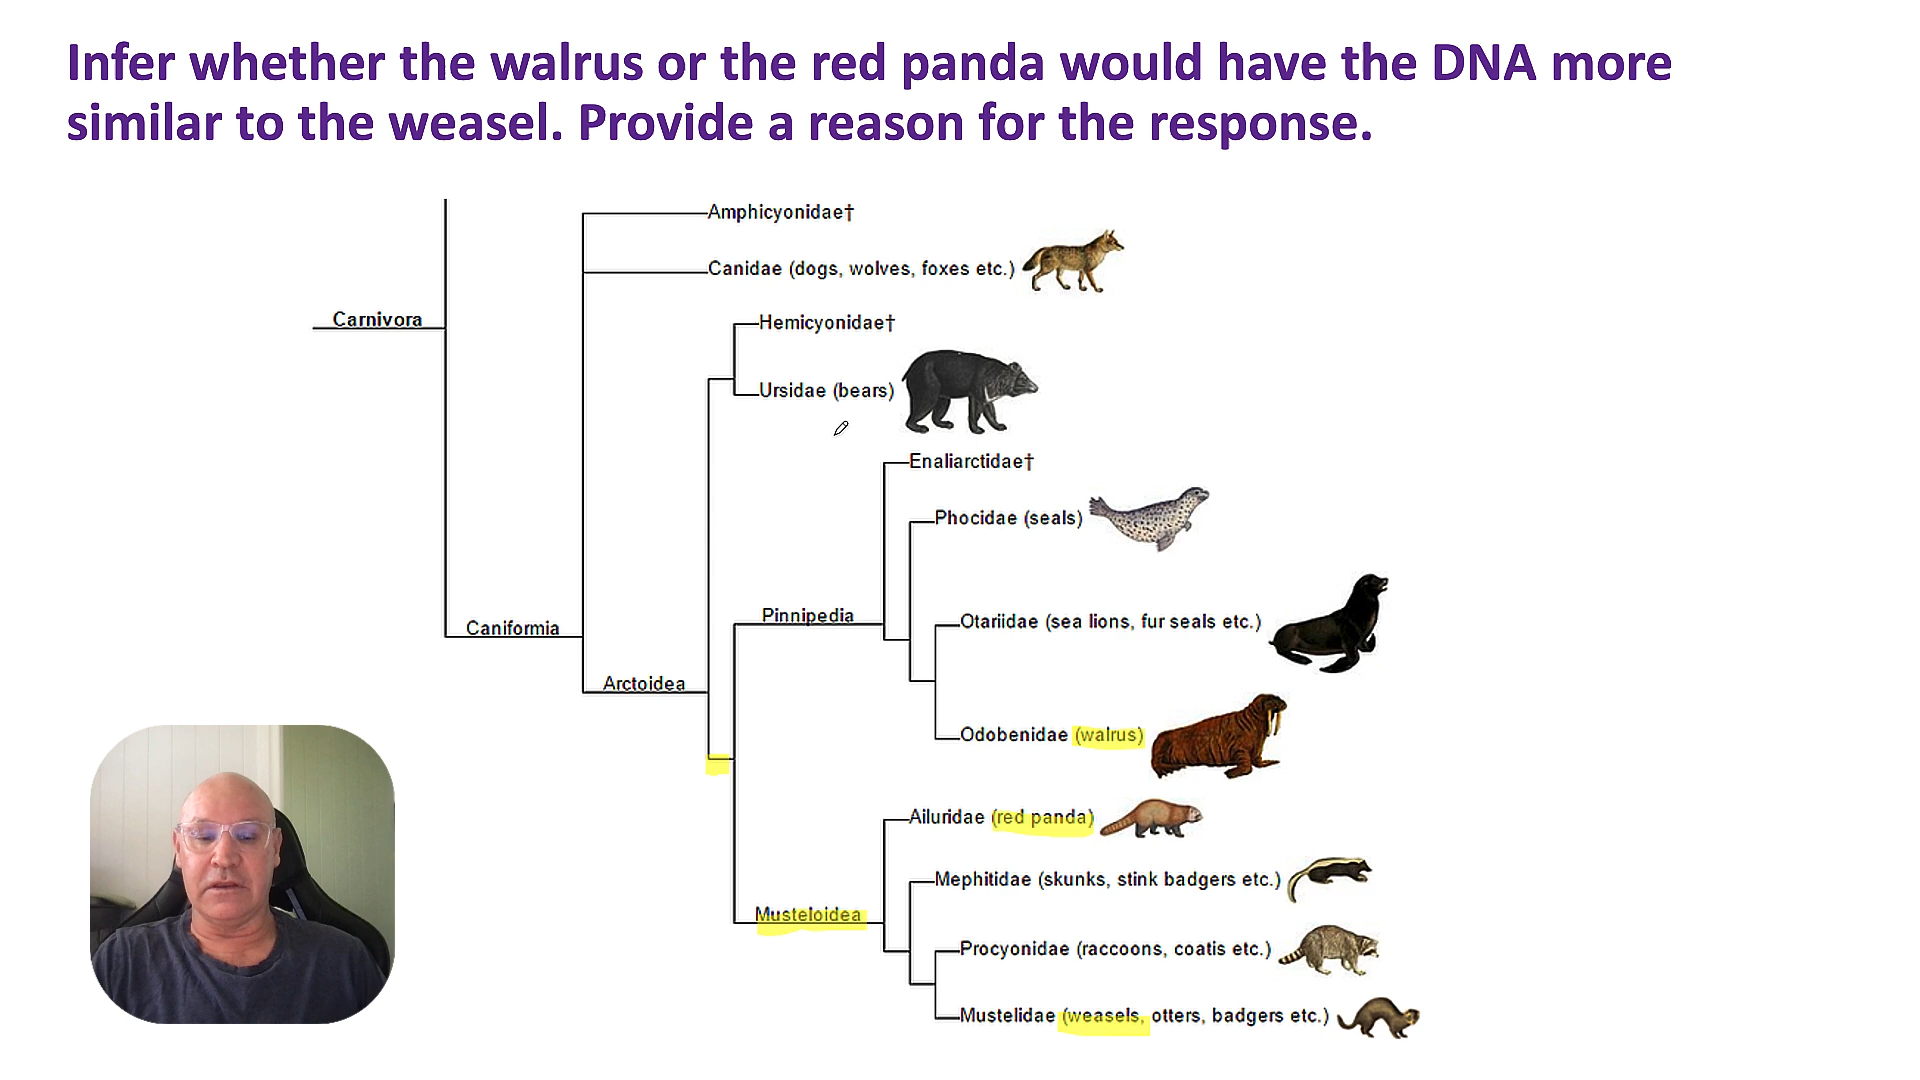 Infer whether the walrus or the red panda would have the DNA more
similar to the weasel. Provide a reason for the response.
Amphicyonidae†
Canidae (dogs, wolves, foxes etc.)
Carnivora
Hemicyonidae†
Ursidae (bears)
Enaliarctidae†
Phocidae (seals)
Pinnipedia
Otariidae (sea lions, fur seals etc.)
Caniformia
Arctoidea
Odobenidae (walrus)
Ailuridae (red panda)
Mephitidae (skunks, stink badgers etc.)
Musteloidea
Procyonidae (raccoons, coatis etc.)
Mustelidae (weasels, otters, badgers etc.)